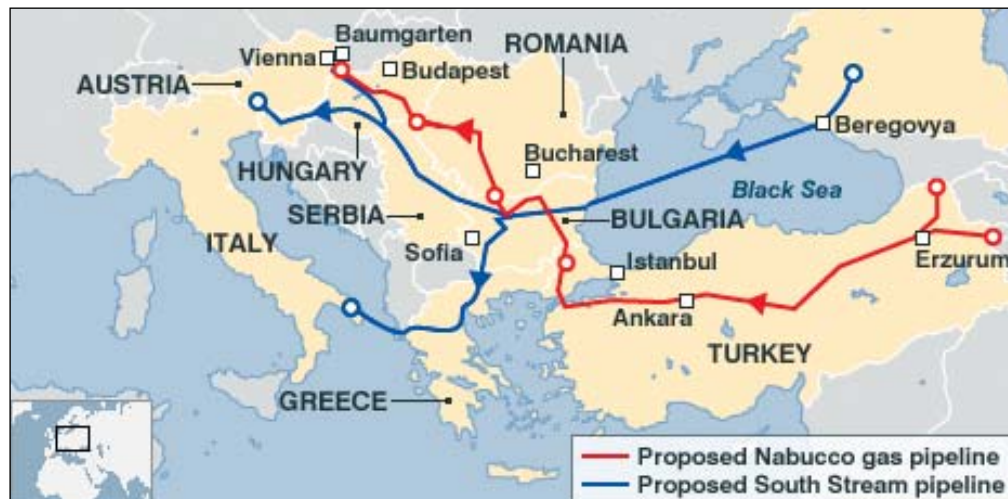 Baumgarten
ROMANIA
Vienna
Budapest
AUSTRIA
Beregovya
HUNGARY
Bucharest
Black Sea
SERBIA
BULGARIA
ITALY
Sofia
Istanbul
Erzurum
Ankara
TURKEY
GREECE
Proposed Nabucco gas pipeline
Proposed South Stream pipeline